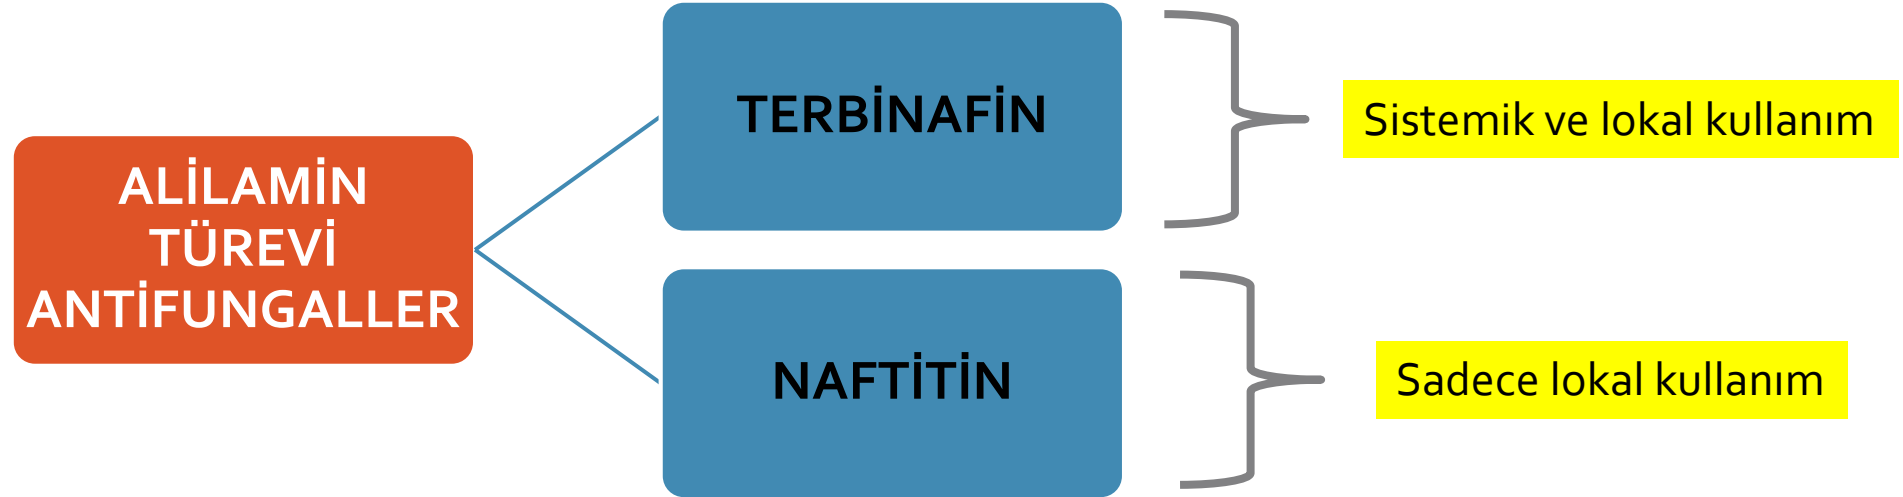 ALİLAMİN
TÜREVİ
ANTİFUNGALLER
TERBİNAFİN
Sistemik ve lokal kullanım
NAFTİTİN
Sadece lokal kullanım